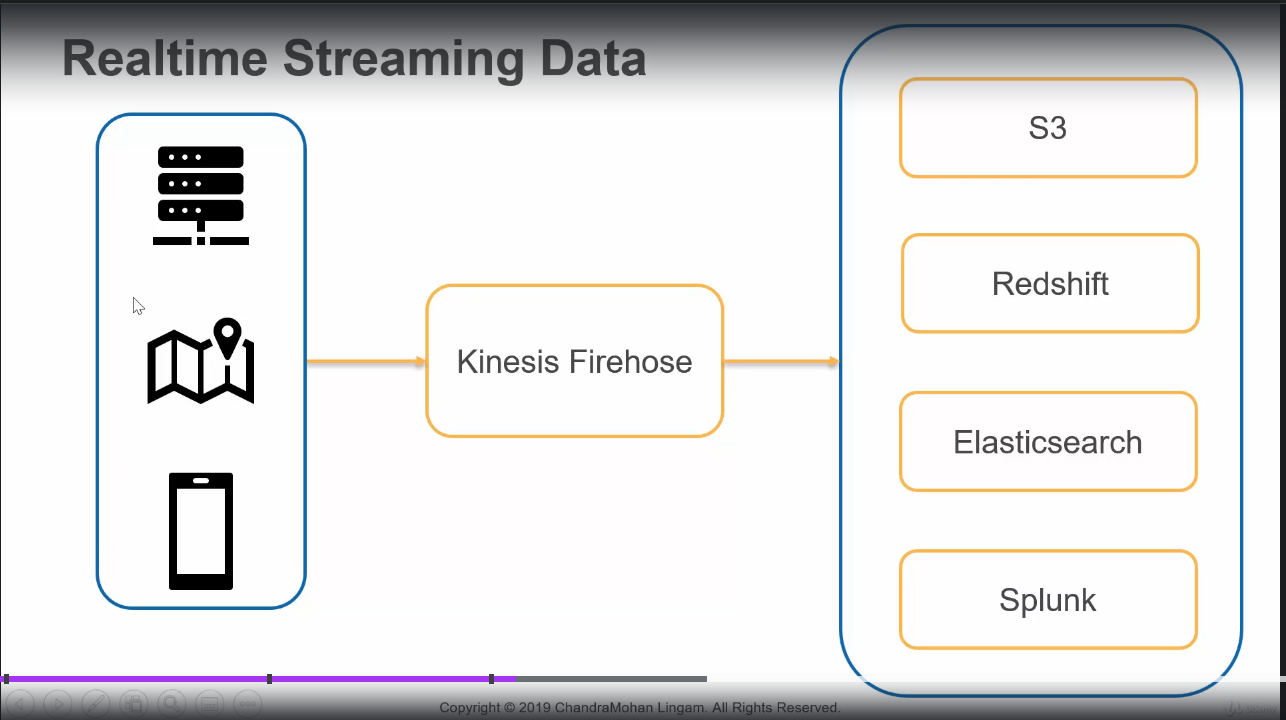 Realtime Streaming Data
S3
Redshift
Kinesis Firehose
Elasticsearch
Splunk
Copyright © 2019 ChandraMohan Lingam. All Rights Reserved.